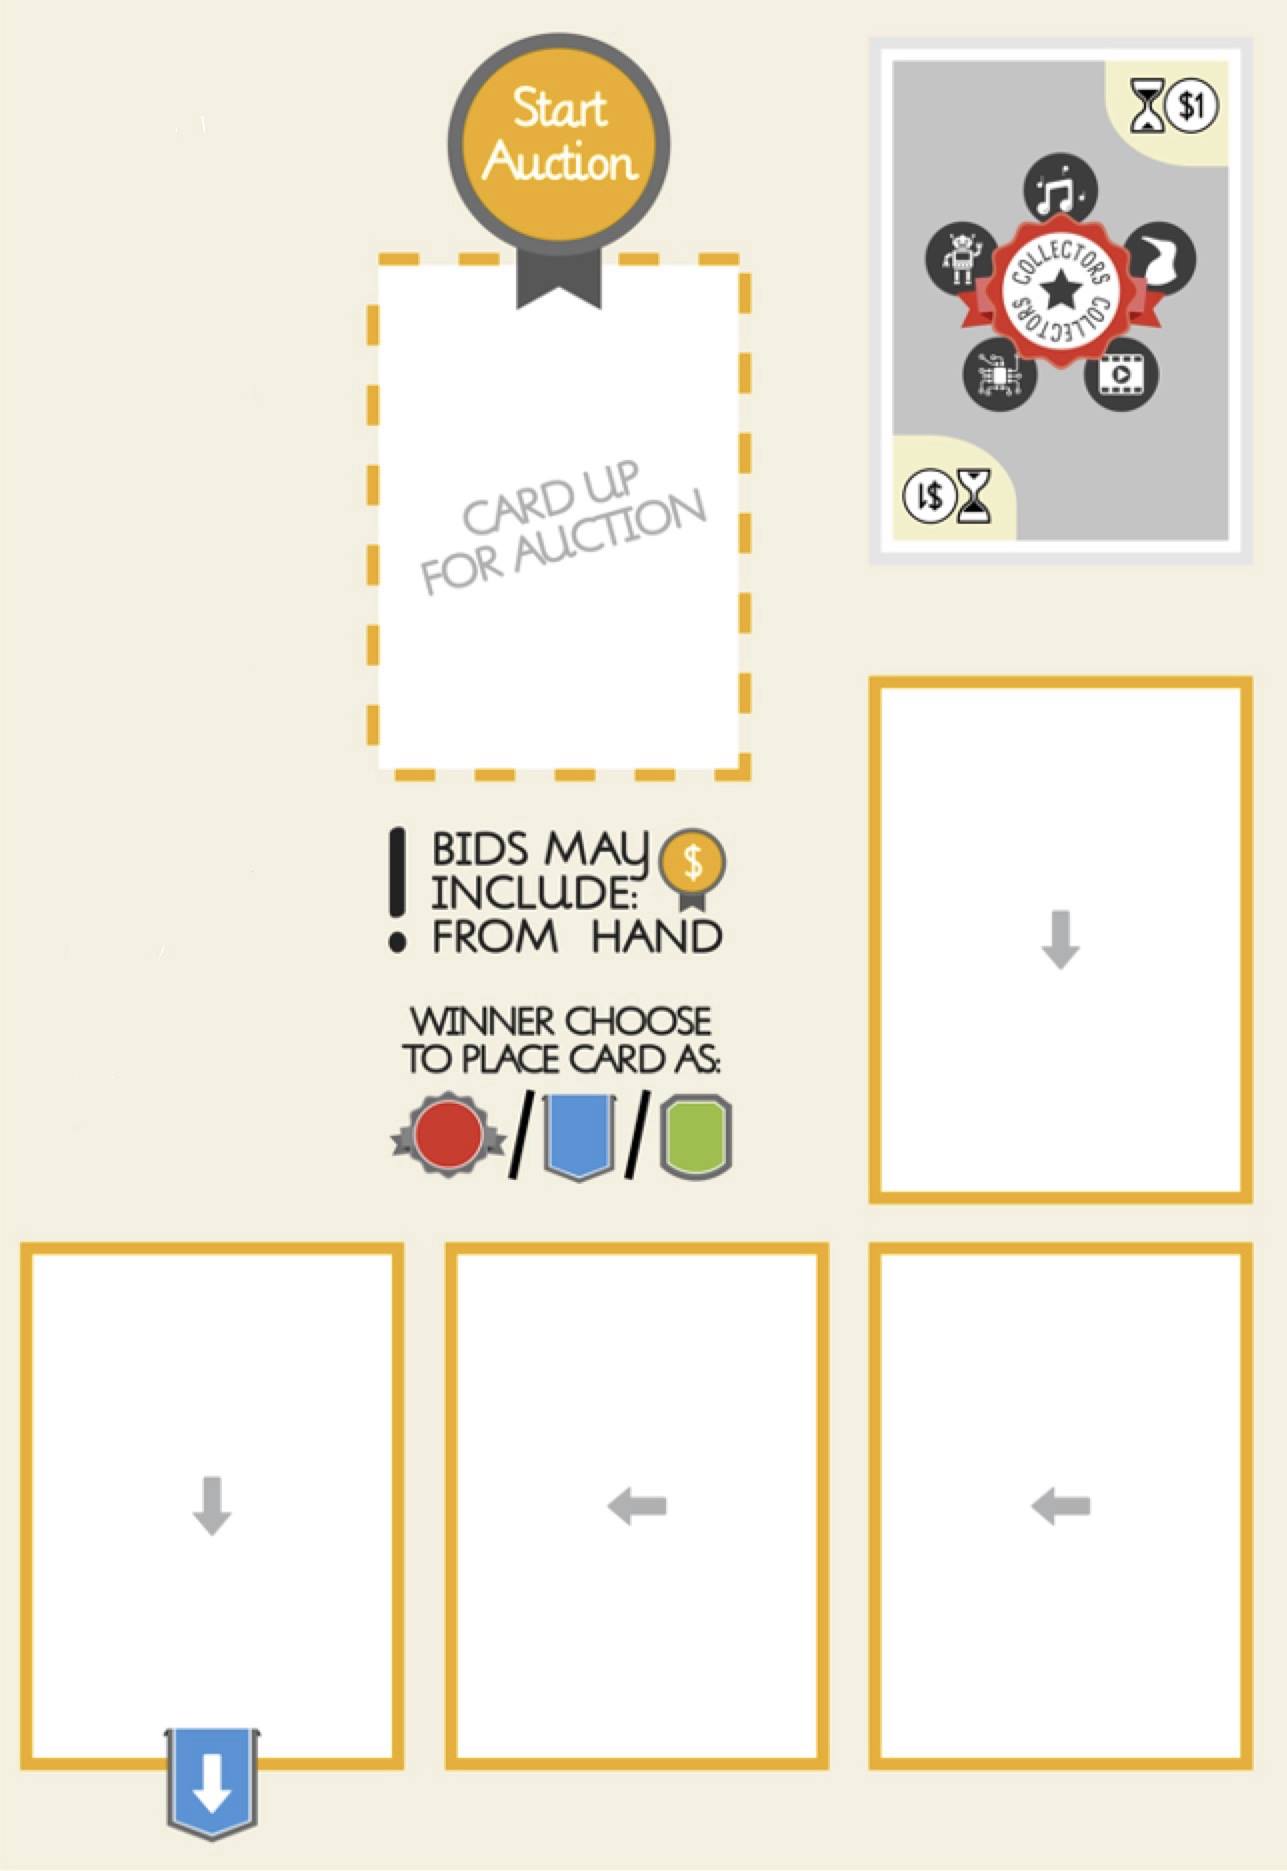 Start
Auction
$1
COLLECTORS
COLLECTORS
$1
CARD UP
FOR AUCTION
BIDS MAY $
INCLUDE:
FROM HAND
WINNER CHOOSE
TO PLACE CARD AS: